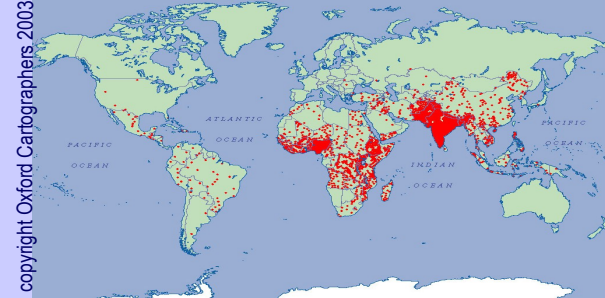 copyright Oxford Cartographers 2003
ATLANTIC
OCEAN
PACIFIC
OCEAN
PACIFIC
OCEAN
INDIAN
OCEAN